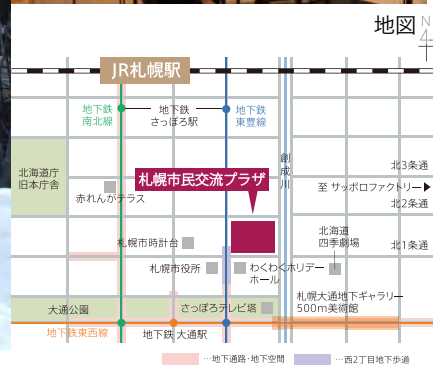 地図
N
JR札幌駅
地下鉄
南北線
地下鉄
さっぽろ駅
地下鉄
東豊線
創成川
北海道庁
旧本庁舎
札幌市民交流プラザ
北3条通
至 サッポロファクトリー
赤れんがテラス
北2条通
北海道
四季劇場
札幌市時計台
北1条通
札幌市役所
わくわくホリデー
ホール
大通公園
さっぽろテレビ塔
札幌大通地下ギャラリー
500m美術館
地下鉄東西線
地下鉄 大通駅
…地下通路・地下空間
…西2丁目地下歩道